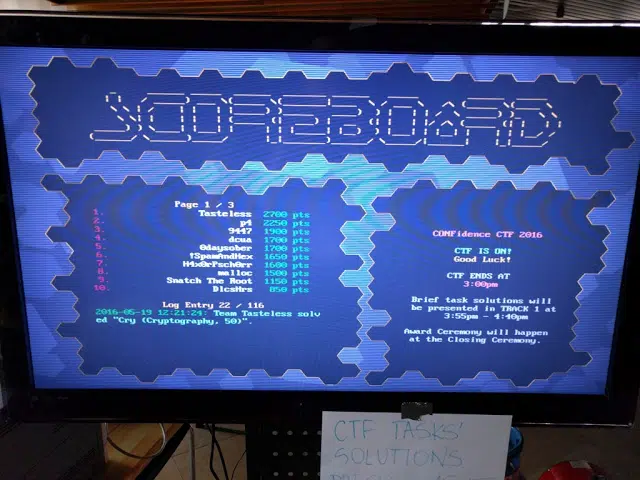 SCOREBOARD
Page 1 / 3
1. Tasteless 2700 pts
2. p4 2250 pts
3. 9447 1900 pts
4. dcua 1700 pts
5. 0daysober 1700 pts
6. !SpamAndHex 1650 pts
7. H4x0rPsch0rr 1600 pts
8. malloc 1500 pts
9. Snatch The Root 1150 pts
10. DicsHrs 850 pts
Log Entry 22 / 116
2016-05-19 12:21:24: Team Tasteless solv
ed "Cry (Cryptography, 50)".
CONFidence CTF 2016
CTF IS ON!
Good Luck!
CTF ENDS AT
3:00pm
Brief task solutions will
be presented in TRACK 1 at
3:55pm - 4:40pm
Award Ceremony will happen
at the Closing Ceremony.
CTF TASKS'
SOLUTIONS